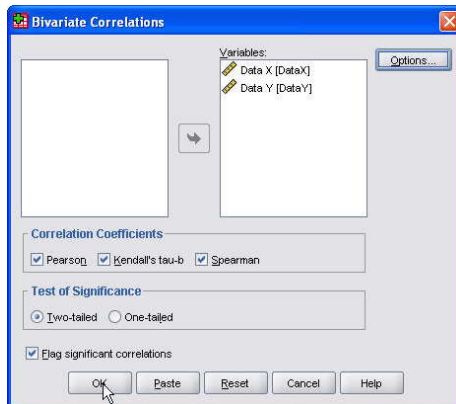 Bivariate Correlations
Variables:
Data X [DataX]
Data Y [DataY]
Options...
Correlation Coefficients
Pearson Kendall's tau-b Spearman
Test of Significance
Two-tailed One-tailed
Flag significant correlations
OK Paste Reset Cancel Help